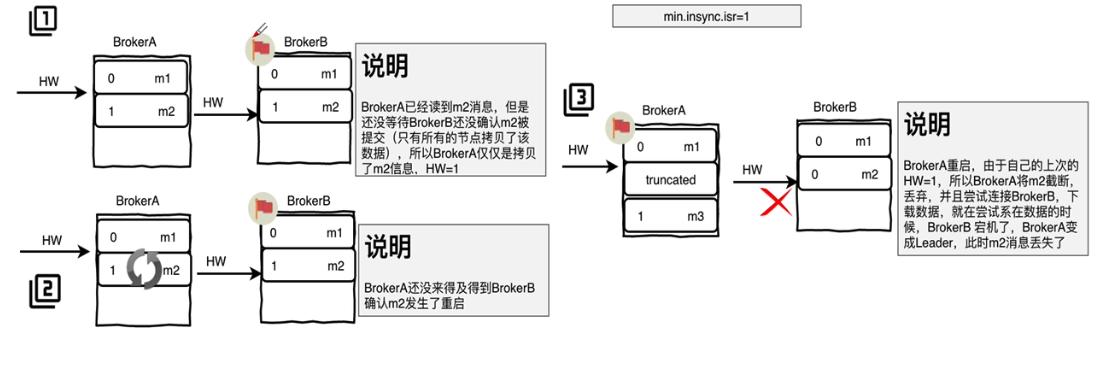 1
BrokerA
BrokerB
HW
0 m1
1 m2
HW
0 m1
1 m2
说明
BrokerA已经读到m2消息，但是
还没等待BrokerB还没确认m2被
提交（只有所有的节点拷贝了该
数据），所以BrokerA仅仅是拷贝
了m2信息，HW=1
2
BrokerA
BrokerB
HW
0 m1
1 m2
HW
0 m1
1 m2
说明
BrokerA还没来得及得到BrokerB
确认m2发生了重启
min.insync.isr=1
3
BrokerA
BrokerB
HW
0 m1
truncated
1 m3
HW
0 m1
0 m2
说明
BrokerA重启，由于自己的上次的
HW=1，所以BrokerA将m2截断，
丢弃，并且尝试连接BrokerB，下
载数据，就在尝试系在数据的时
候，BrokerB 宕机了，BrokerA变
成Leader，此时m2消息丢失了